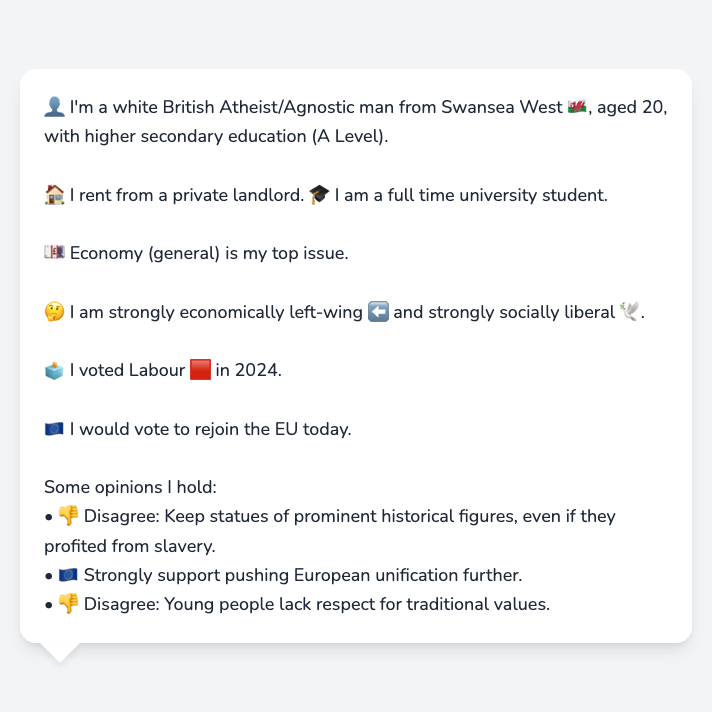 👤 I'm a white British Atheist/Agnostic man from Swansea West 🏴󠁧󠁢󠁷󠁬󠁳󠁿, aged 20,
with higher secondary education (A Level).
🏠 I rent from a private landlord. 🎓 I am a full time university student.
💷 Economy (general) is my top issue.
🤔 I am strongly economically left-wing ⬅️ and strongly socially liberal 🕊️.
🗳️ I voted Labour 🟥 in 2024.
🇪🇺 I would vote to rejoin the EU today.
Some opinions I hold:
• 👎 Disagree: Keep statues of prominent historical figures, even if they
profited from slavery.
• 🇪🇺 Strongly support pushing European unification further.
• 👎 Disagree: Young people lack respect for traditional values.